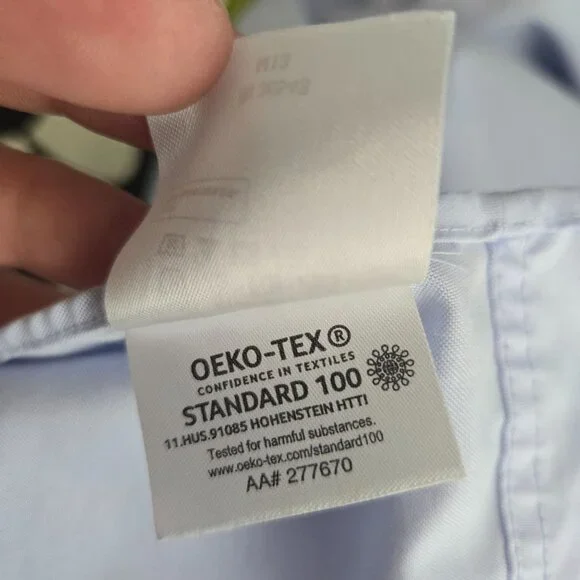 OEKO-TEX®
CONFIDENCE IN TEXTILES
STANDARD 100
11.HUS.91085 HOHENSTEIN HTTI
Tested for harmful substances.
www.oeko-tex.com/standard100
AA# 277670